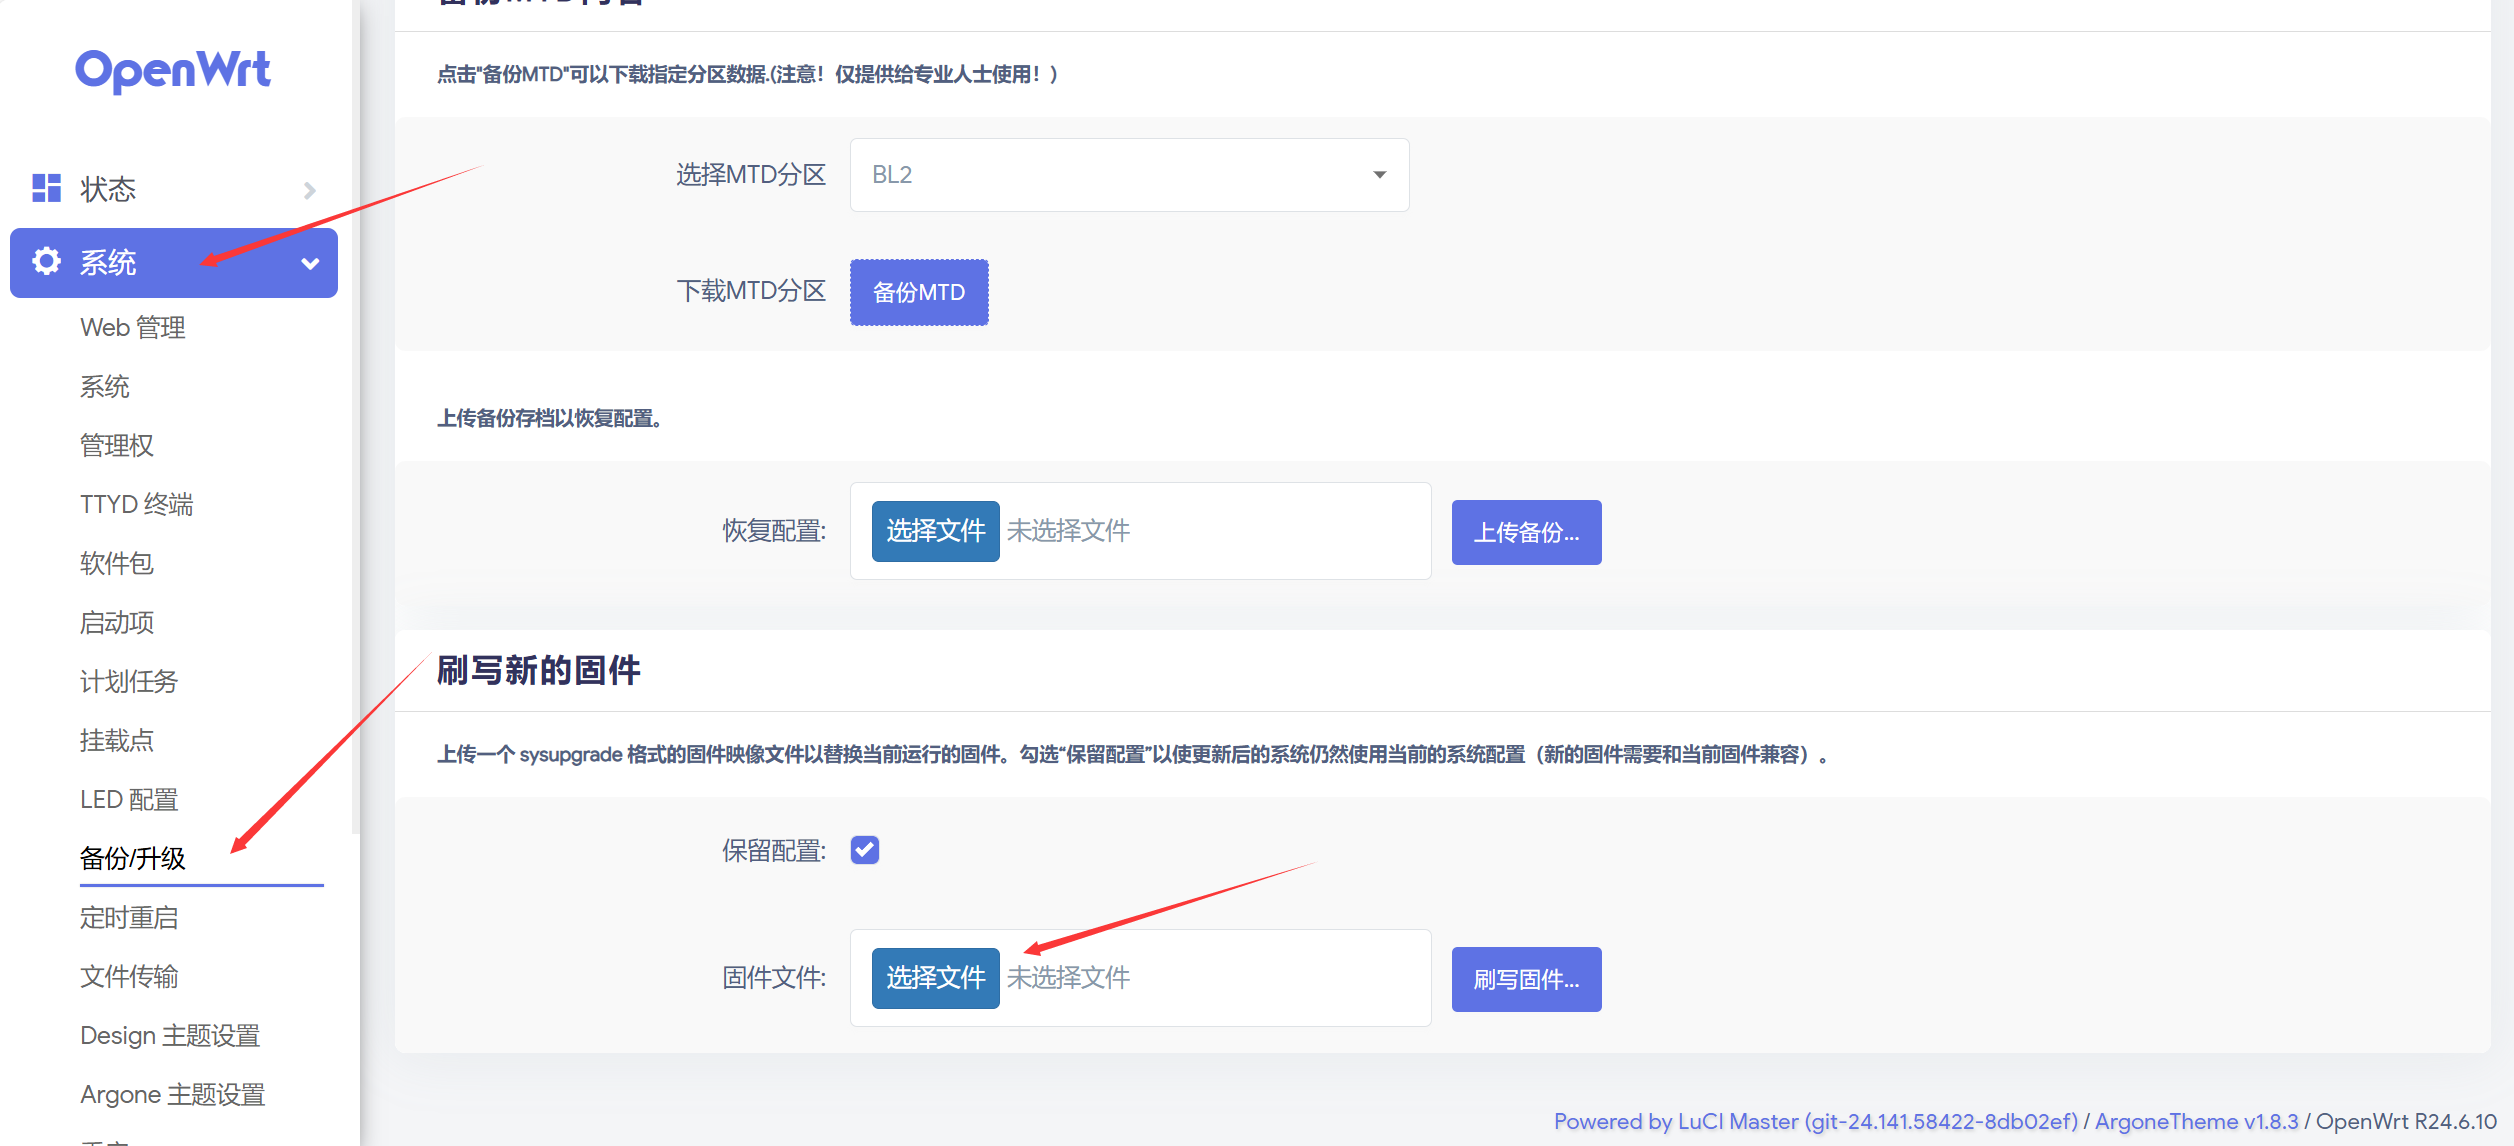 OpenWrt
状态
系统
Web 管理
系统
管理权
TTYD 终端
软件包
启动项
计划任务
挂载点
LED 配置
备份/升级
定时重启
文件传输
Design 主题设置
Argone 主题设置
点击"备份MTD"可以下载指定分区数据.(注意！仅提供给专业人士使用！)
选择MTD分区
BL2
下载MTD分区
备份MTD
上传备份存档以恢复配置。
恢复配置: 选择文件 未选择文件 上传备份...
刷写新的固件
上传一个 sysupgrade 格式的固件映像文件以替换当前运行的固件。勾选“保留配置”以使更新后的系统仍然使用当前的系统配置（新的固件需要和当前固件兼容）。
保留配置:
固件文件: 选择文件 未选择文件 刷写固件...
Powered by LuCI Master (git-24.141.58422-8db02ef) / ArgoneTheme v1.8.3 / OpenWrt R24.6.10